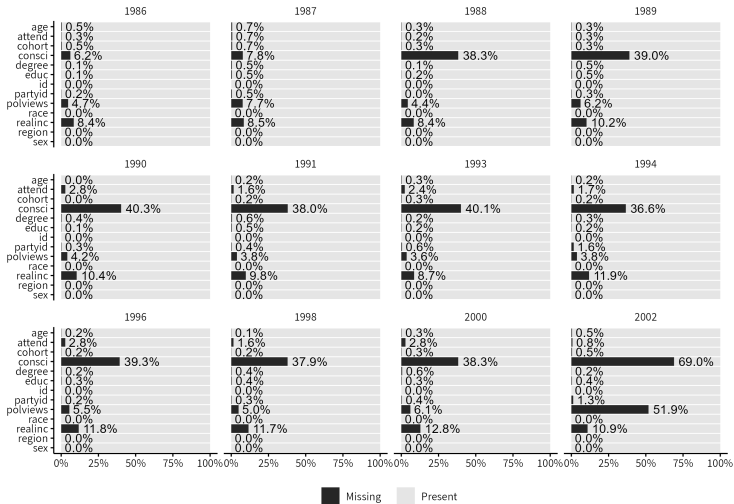 1986 1987 1988 1989
age 0.5% 0.7% 0.3% 0.3%
attend 0.3% 0.7% 0.2% 0.3%
cohort 0.5% 0.7% 0.3% 0.3%
consci 6.2% 7.8% 38.3% 39.0%
degree 0.1% 0.5% 0.1% 0.5%
educ 0.1% 0.5% 0.2% 0.5%
id 0.0% 0.0% 0.0% 0.0%
partyid 0.2% 0.5% 0.0% 0.3%
polviews 4.7% 7.7% 4.4% 6.2%
race 0.0% 0.0% 0.0% 0.0%
realinc 8.4% 8.5% 8.4% 10.2%
region 0.0% 0.0% 0.0% 0.0%
sex 0.0% 0.0% 0.0% 0.0%
1990 1991 1993 1994
age 0.0% 0.2% 0.3% 0.2%
attend 2.8% 1.6% 2.4% 1.7%
cohort 0.0% 0.2% 0.3% 0.2%
consci 40.3% 38.0% 40.1% 36.6%
degree 0.4% 0.6% 0.2% 0.3%
educ 0.1% 0.5% 0.2% 0.2%
id 0.0% 0.0% 0.0% 0.0%
partyid 0.3% 0.4% 0.6% 1.6%
polviews 4.2% 3.8% 3.6% 3.8%
race 0.0% 0.0% 0.0% 0.0%
realinc 10.4% 9.8% 8.7% 11.9%
region 0.0% 0.0% 0.0% 0.0%
sex 0.0% 0.0% 0.0% 0.0%
1996 1998 2000 2002
age 0.2% 0.1% 0.3% 0.5%
attend 2.8% 1.6% 2.8% 0.8%
cohort 0.2% 0.2% 0.3% 0.5%
consci 39.3% 37.9% 38.3% 69.0%
degree 0.2% 0.4% 0.6% 0.2%
educ 0.3% 0.4% 0.3% 0.4%
id 0.0% 0.0% 0.0% 0.0%
partyid 0.2% 0.3% 0.4% 1.3%
polviews 5.5% 5.0% 6.1% 51.9%
race 0.0% 0.0% 0.0% 0.0%
realinc 11.8% 11.7% 12.8% 10.9%
region 0.0% 0.0% 0.0% 0.0%
sex 0.0% 0.0% 0.0% 0.0%
0% 25% 50% 75% 100% 0% 25% 50% 75% 100% 0% 25% 50% 75% 100% 0% 25% 50% 75% 100%
Missing Present